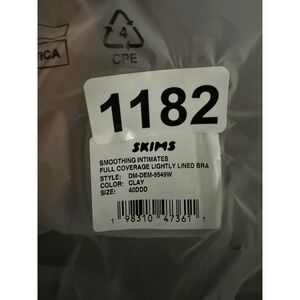 4
CPE
1182
SKIMS
SMOOTHING INTIMATES
FULL COVERAGE LIGHTLY LINED BRA
STYLE: DM-DEM-9549W
COLOR: CLAY
SIZE: 40DDD
1 98310 47361 1